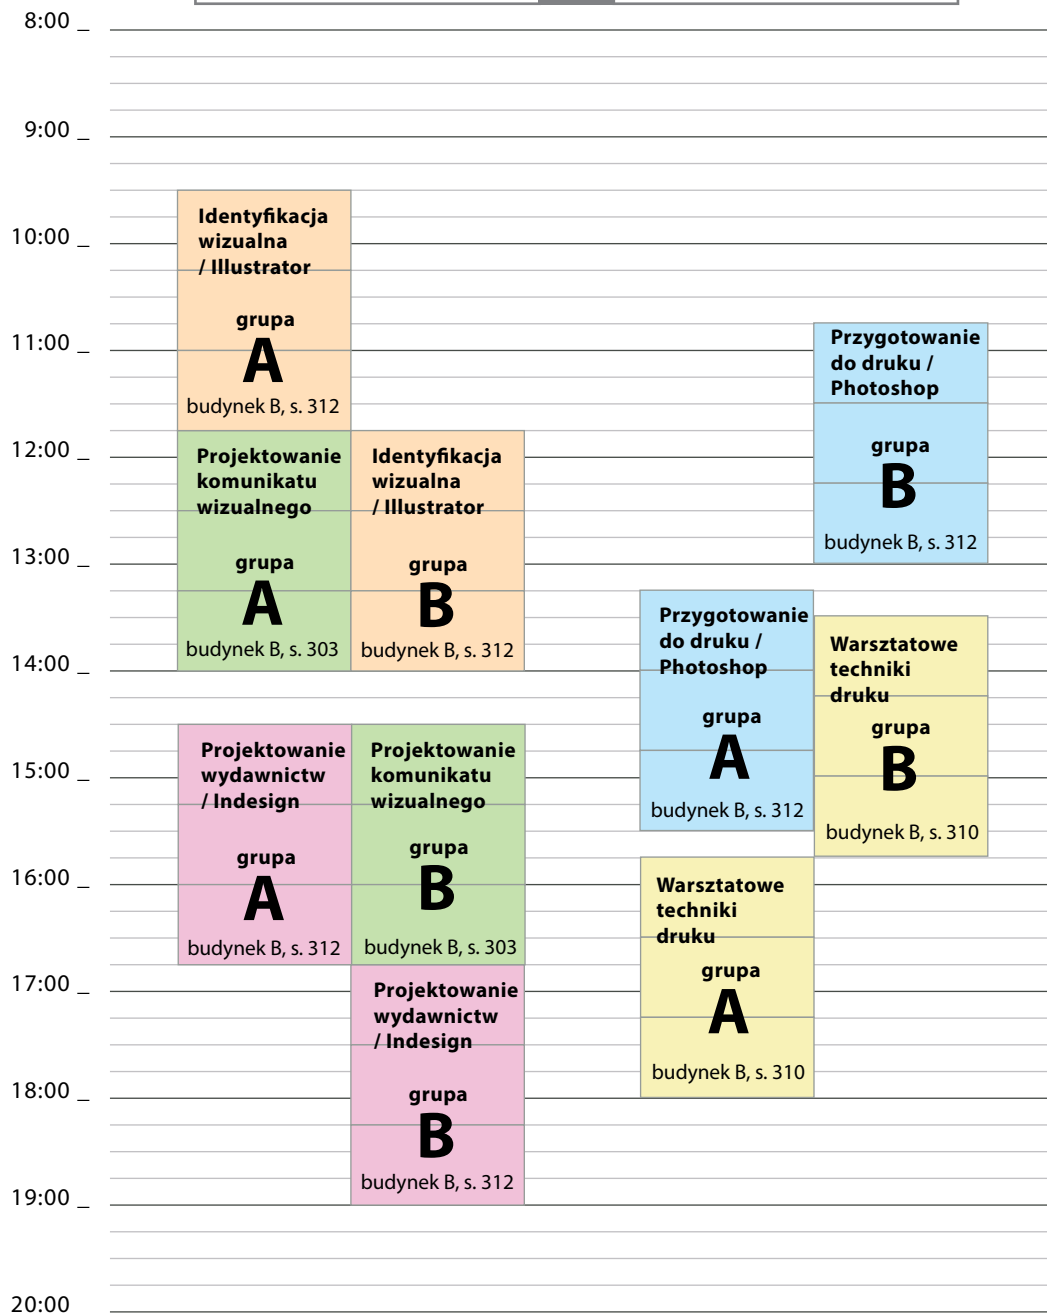 8:00 _
9:00 _
10:00 _
11:00 _
12:00 _
13:00 _
14:00 _
15:00 _
16:00 _
17:00 _
18:00 _
19:00 _
20:00
Identyfikacja
wizualna
/ Illustrator
grupa
A
budynek B, s. 312
Projektowanie
komunikatu
wizualnego
grupa
A
budynek B, s. 303
Identyfikacja
wizualna
/ Illustrator
grupa
B
budynek B, s. 312
Projektowanie
wydawnictw
/ Indesign
grupa
A
budynek B, s. 312
Projektowanie
komunikatu
wizualnego
grupa
B
budynek B, s. 303
Projektowanie
wydawnictw
/ Indesign
grupa
B
budynek B, s. 312
Przygotowanie
do druku /
Photoshop
grupa
B
budynek B, s. 312
Przygotowanie
do druku /
Photoshop
grupa
A
budynek B, s. 312
Warsztatowe
techniki
druku
grupa
B
budynek B, s. 310
Warsztatowe
techniki
druku
grupa
A
budynek B, s. 310